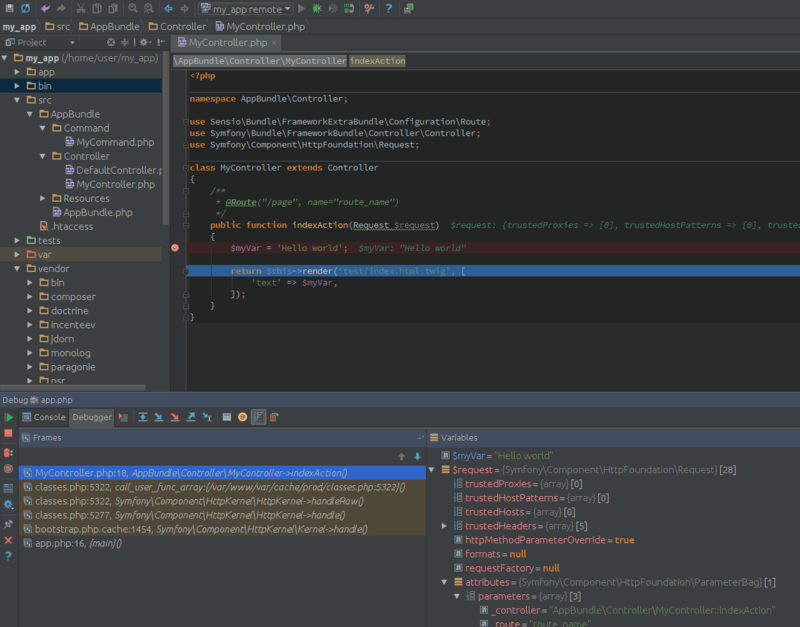 my_app remote
my_app src AppBundle Controller MyController.php
Project
MyController.php
my_app (/home/user/my_app)
app
bin
src
AppBundle
Command
MyCommand.php
Controller
DefaultController.p
MyController.php
Resources
AppBundle.php
.htaccess
tests
var
vendor
bin
composer
doctrine
incenteev
jdorn
monolog
paragonie
psr
\AppBundle\Controller\MyController indexAction
<?php
namespace AppBundle\Controller;
use Sensio\Bundle\FrameworkExtraBundle\Configuration\Route;
use Symfony\Bundle\FrameworkBundle\Controller\Controller;
use Symfony\Component\HttpFoundation\Request;
class MyController extends Controller
{
/**
* @Route("/page", name="route_name")
*/
public function indexAction(Request $request) $request: {trustedProxies => [0], trustedHostPatterns => [0], trustedH
{
$myVar = 'Hello world'; $myVar: "Hello world"
return $this->render('test/index.html.twig', [
'text' => $myVar,
]);
}
}
Debug app.php
Console Debugger
Frames
MyController.php:18, AppBundle\Controller\MyController->indexAction()
classes.php:5322, call_user_func_array:{/var/www/var/cache/prod/classes.php:5322}()
classes.php:5322, Symfony\Component\HttpKernel\HttpKernel->handleRaw()
classes.php:5277, Symfony\Component\HttpKernel\HttpKernel->handle()
bootstrap.php.cache:1454, Symfony\Component\HttpKernel\Kernel->handle()
app.php:16, {main}()
Variables
$myVar = "Hello world"
$request = {Symfony\Component\HttpFoundation\Request} [28]
trustedProxies = {array} [0]
trustedHostPatterns = {array} [0]
trustedHosts = {array} [0]
trustedHeaders = {array} [5]
httpMethodParameterOverride = true
formats = null
requestFactory = null
attributes = {Symfony\Component\HttpFoundation\ParameterBag} [1]
parameters = {array} [3]
_controller = "AppBundle\Controller\MyController::indexAction"
_route = "route_name"